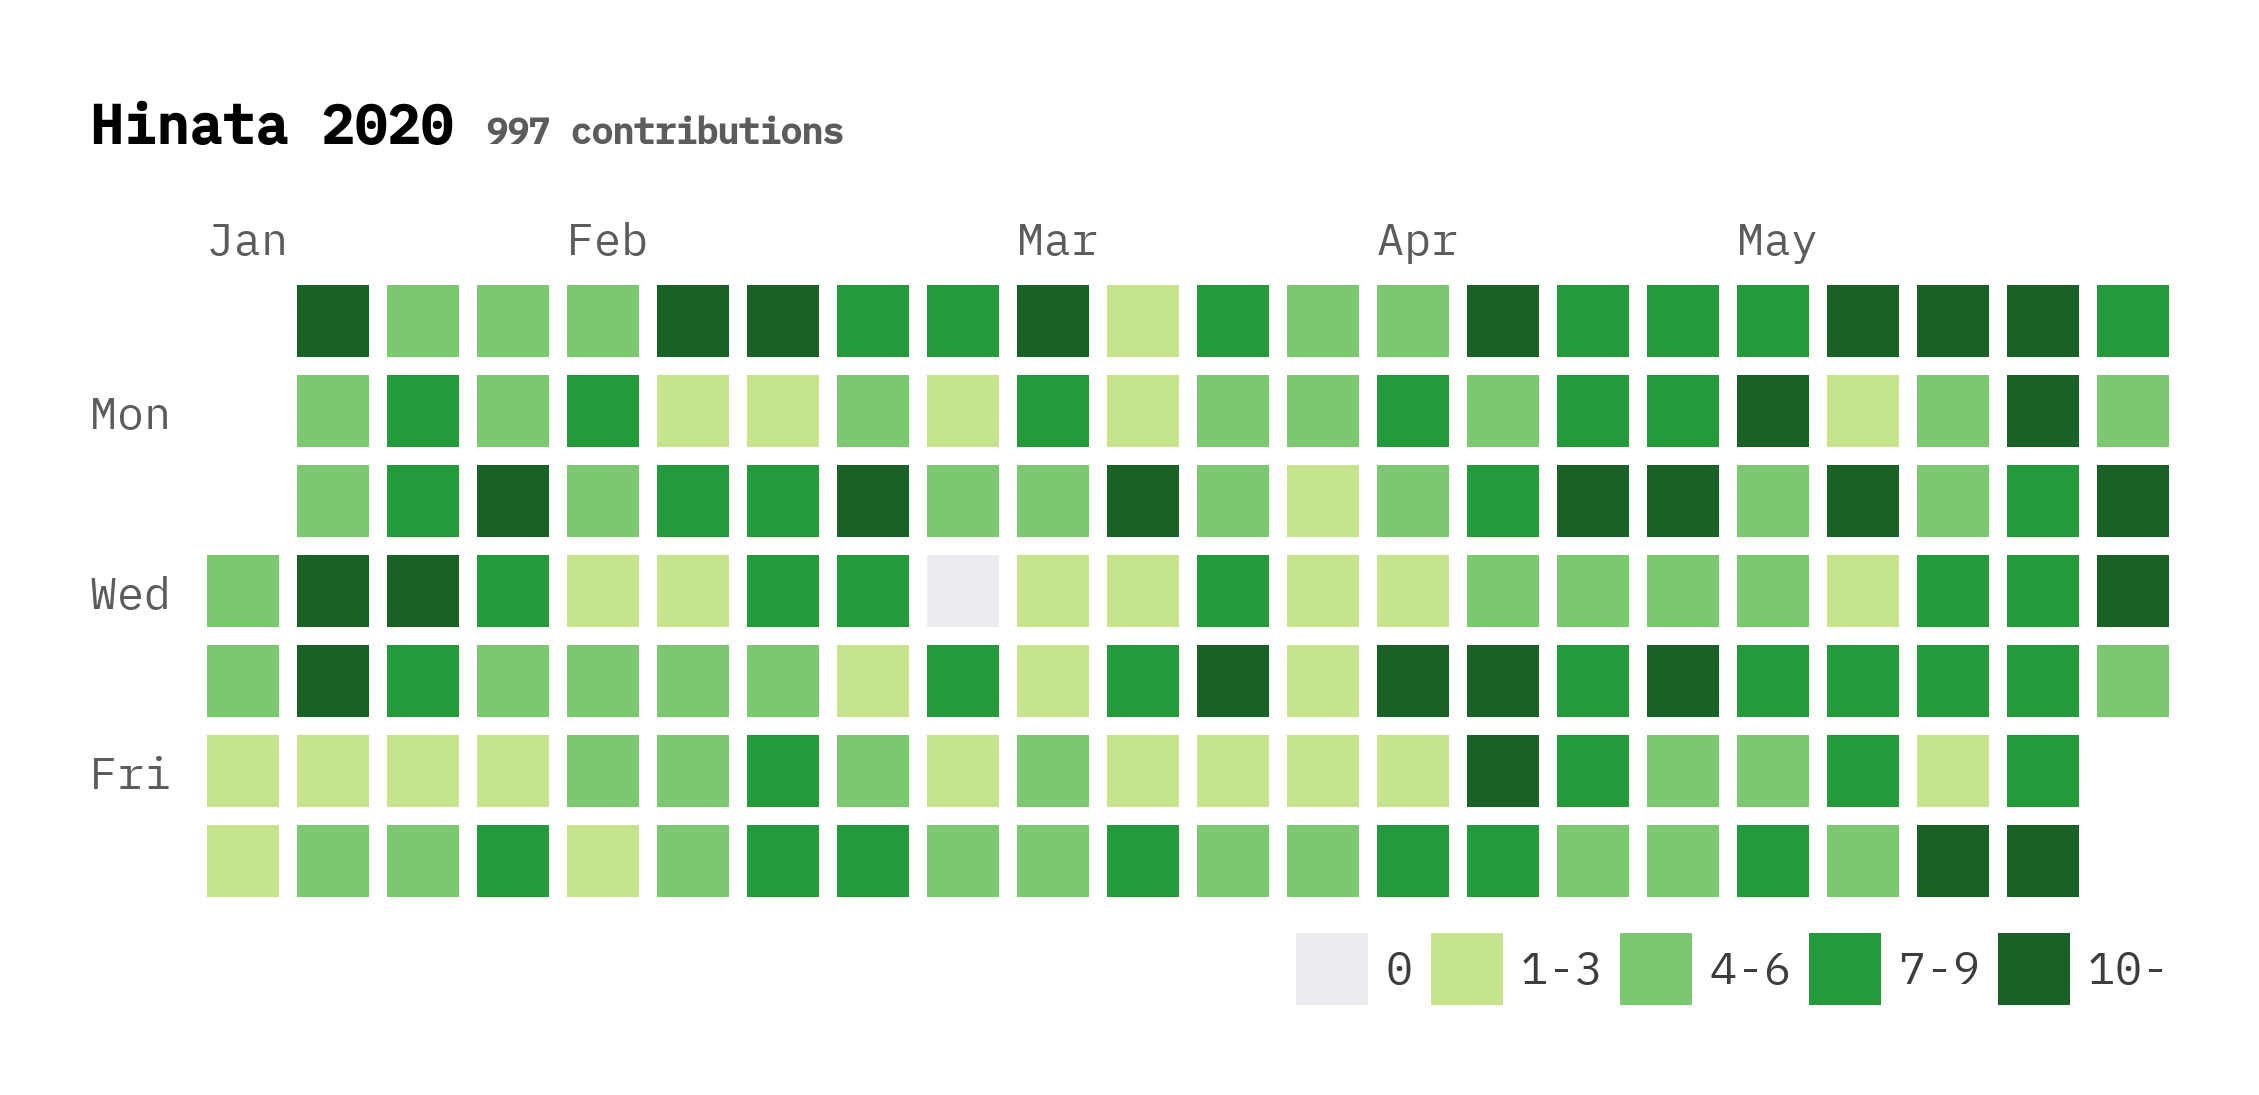 Hinata 2020 997 contributions
Jan Feb Mar Apr May
Mon
Wed
Fri
0 1-3 4-6 7-9 10-